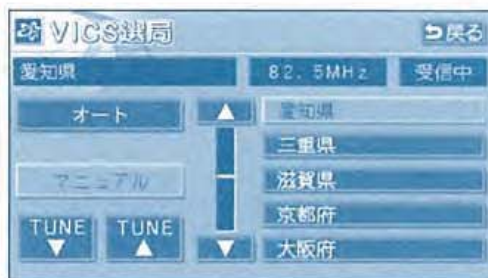 VICS選局
戻る
愛知県
82.5MHz
受信中
オート
マニュアル
TUNE
▼
TUNE
▲
▲
▼
愛知県
三重県
滋賀県
京都府
大阪府